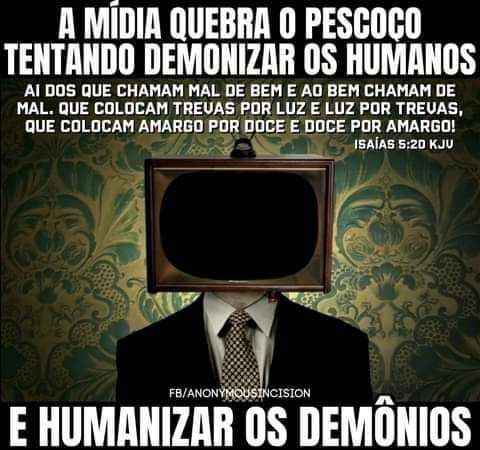 A MÍDIA QUEBRA O PESCOÇO
TENTANDO DEMONIZAR OS HUMANOS
AI DOS QUE CHAMAM MAL DE BEM E AO BEM CHAMAM DE
MAL. QUE COLOCAM TREVAS POR LUZ E LUZ POR TREVAS,
QUE COLOCAM AMARGO POR DOCE E DOCE POR AMARGO!
ISAÍAS 5:20 KJV
FB/ANONYMOUSINCISION
E HUMANIZAR OS DEMÔNIOS